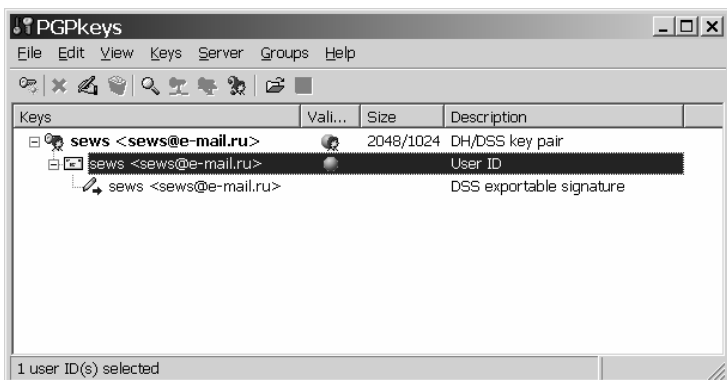 PGPkeys
File Edit View Keys Server Groups Help
Keys Vali... Size Description
sews <sews@e-mail.ru> 2048/1024 DH/DSS key pair
sews <sews@e-mail.ru> User ID
sews <sews@e-mail.ru> DSS exportable signature
1 user ID(s) selected